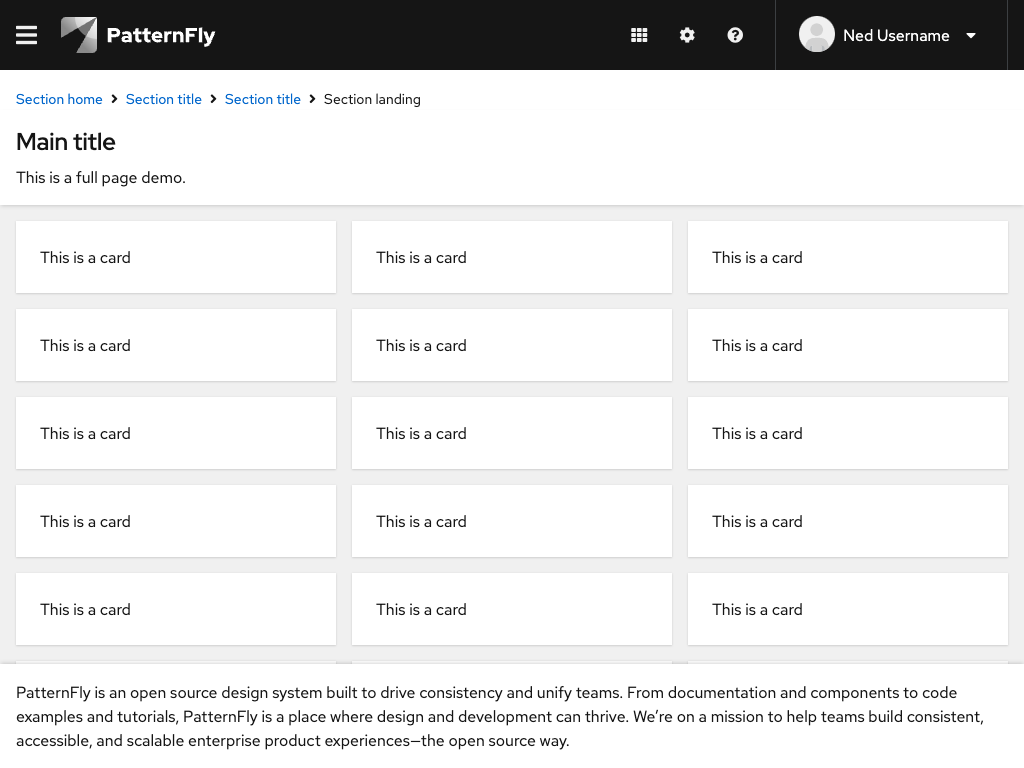 PatternFly
Ned Username
Section home Section title Section title Section landing
Main title
This is a full page demo.
This is a card This is a card This is a card
This is a card This is a card This is a card
This is a card This is a card This is a card
This is a card This is a card This is a card
This is a card This is a card This is a card
PatternFly is an open source design system built to drive consistency and unify teams. From documentation and components to code
examples and tutorials, PatternFly is a place where design and development can thrive. We’re on a mission to help teams build consistent,
accessible, and scalable enterprise product experiences—the open source way.